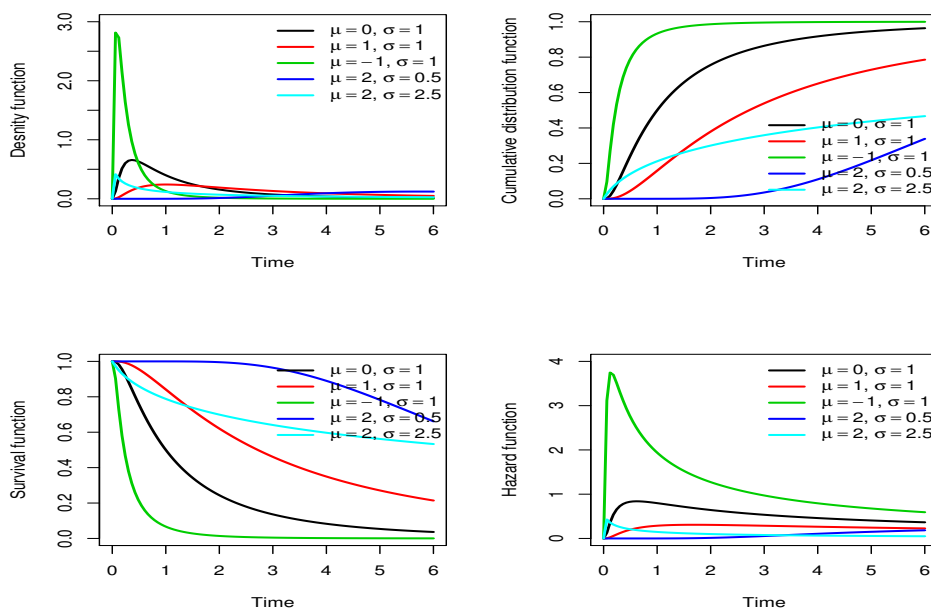 Desnity function
0.0 1.0 2.0 3.0
μ=0, σ=1
μ=1, σ=1
μ=−1, σ=1
μ=2, σ=0.5
μ=2, σ=2.5
0 1 2 3 4 5 6
Time
Cumulative distribution function
0.0 0.2 0.4 0.6 0.8 1.0
μ=0, σ=1
μ=1, σ=1
μ=−1, σ=1
μ=2, σ=0.5
μ=2, σ=2.5
0 1 2 3 4 5 6
Time
Survival function
0.0 0.2 0.4 0.6 0.8 1.0
μ=0, σ=1
μ=1, σ=1
μ=−1, σ=1
μ=2, σ=0.5
μ=2, σ=2.5
0 1 2 3 4 5 6
Time
Hazard function
0 1 2 3 4
μ=0, σ=1
μ=1, σ=1
μ=−1, σ=1
μ=2, σ=0.5
μ=2, σ=2.5
0 1 2 3 4 5 6
Time